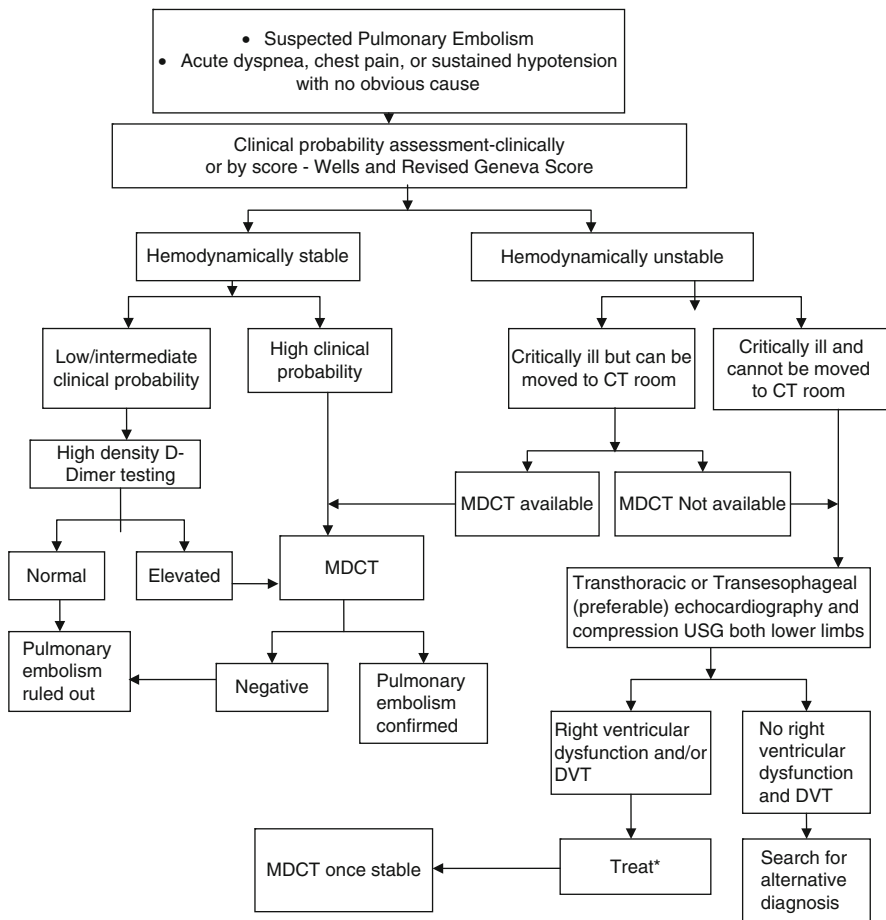 • Suspected Pulmonary Embolism
• Acute dyspnea, chest pain, or sustained hypotension
with no obvious cause
Clinical probability assessment-clinically
or by score - Wells and Revised Geneva Score
Hemodynamically stable
Hemodynamically unstable
Low/intermediate
clinical probability
High clinical
probability
Critically ill but can be
moved to CT room
Critically ill and
cannot be moved
to CT room
High density D-
Dimer testing
MDCT available
MDCT Not available
Normal
Elevated
MDCT
Transthoracic or Transesophageal
(preferable) echocardiography and
compression USG both lower limbs
Pulmonary
embolism
ruled out
Negative
Pulmonary
embolism
confirmed
Right ventricular
dysfunction and/or
DVT
No right
ventricular
dysfunction
and DVT
MDCT once stable
Treat*
Search for
alternative
diagnosis